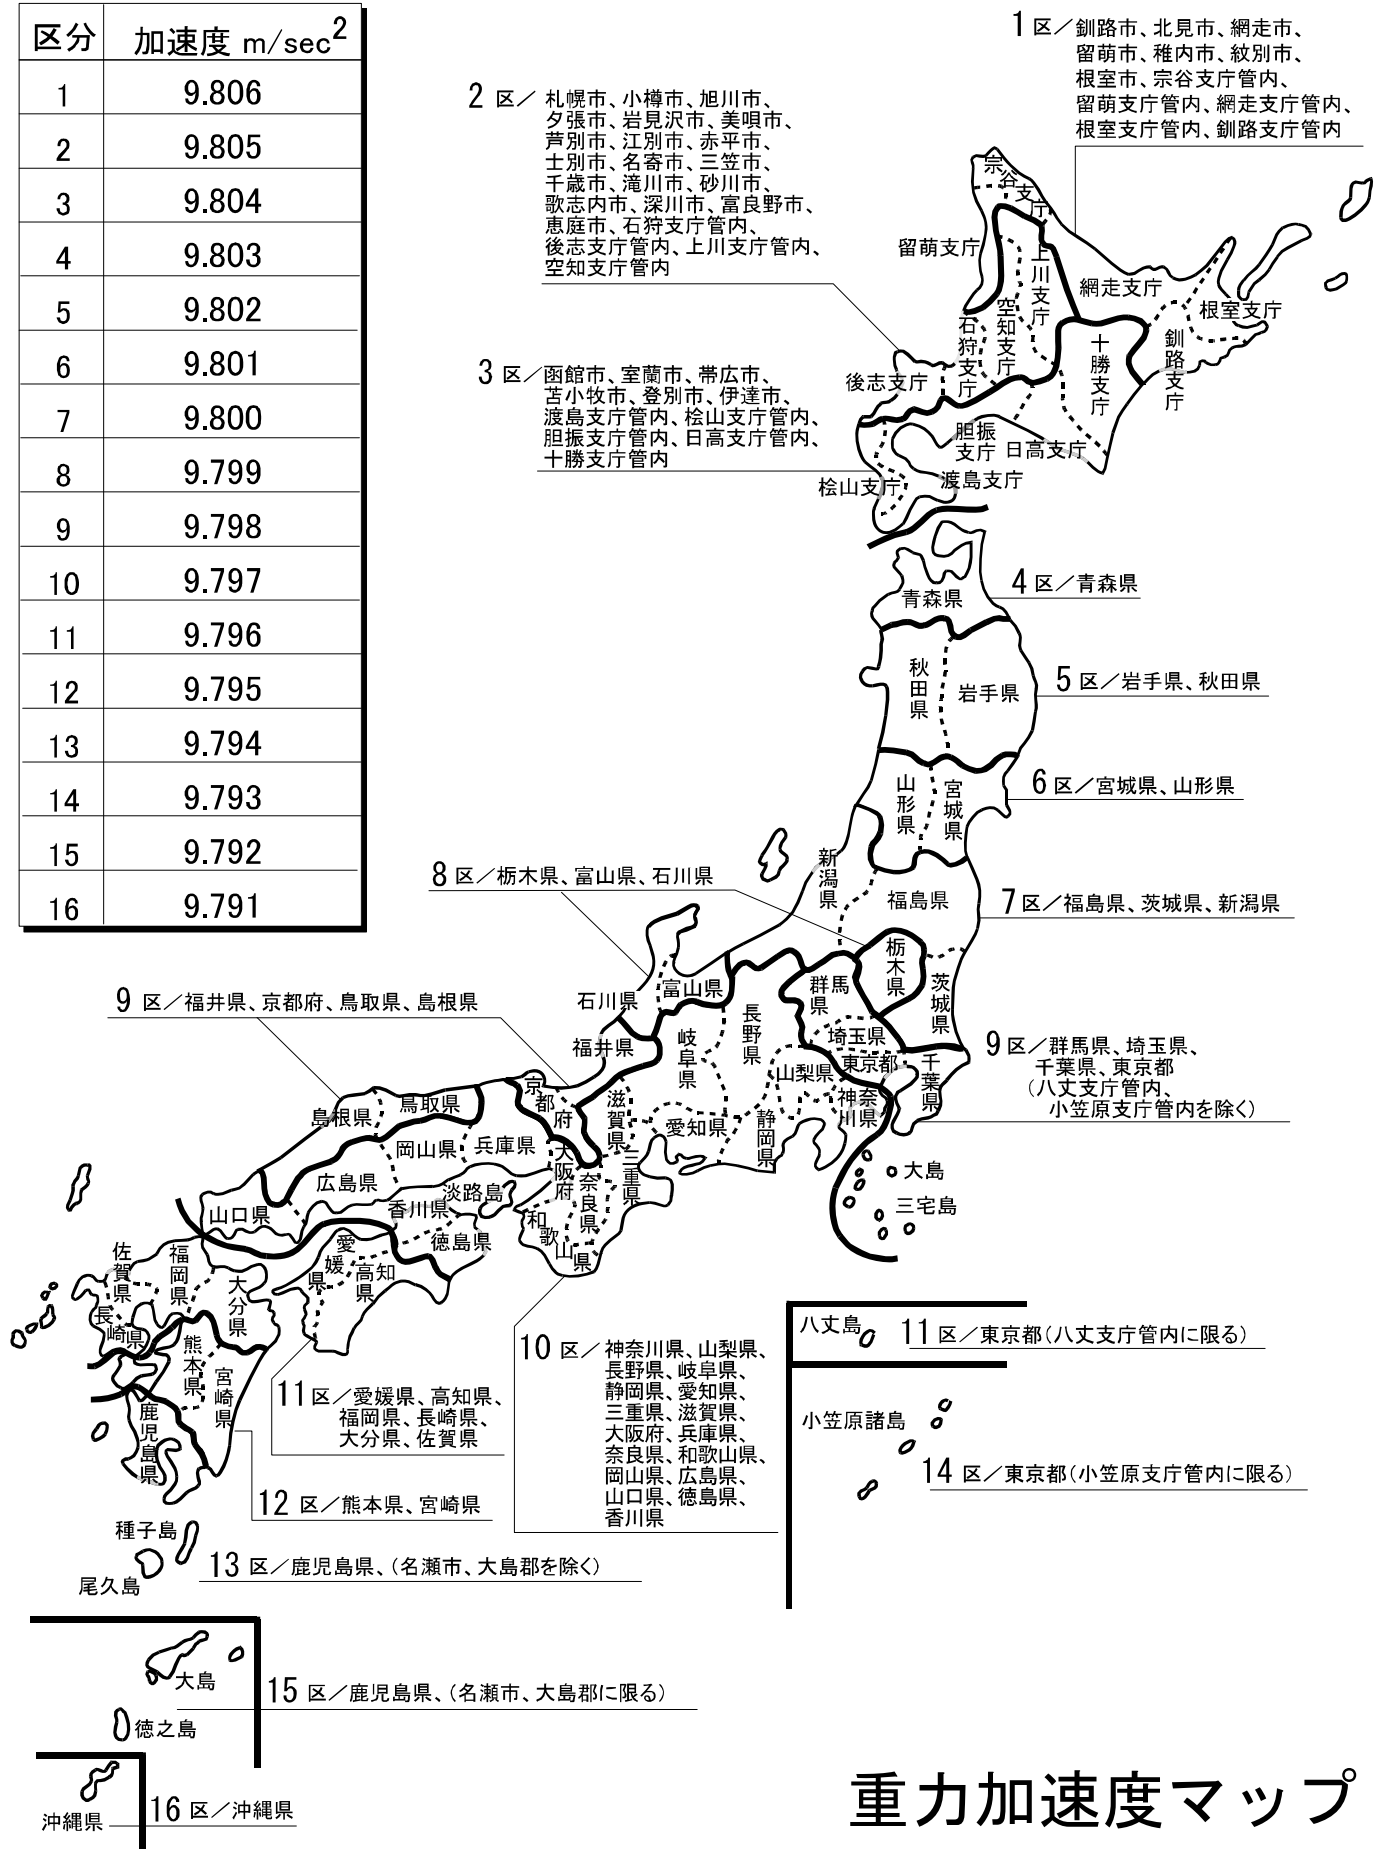 区分 加速度 m/sec2
1 9.806
2 9.805
3 9.804
4 9.803
5 9.802
6 9.801
7 9.800
8 9.799
9 9.798
10 9.797
11 9.796
12 9.795
13 9.794
14 9.793
15 9.792
16 9.791
1 区／釧路市、北見市、網走市、
留萌市、稚内市、紋別市、
根室市、宗谷支庁管内、
留萌支庁管内、網走支庁管内、
根室支庁管内、釧路支庁管内
2 区／札幌市、小樽市、旭川市、
夕張市、岩見沢市、美唄市、
芦別市、江別市、赤平市、
士別市、名寄市、三笠市、
千歳市、滝川市、砂川市、
歌志内市、深川市、富良野市、
恵庭市、石狩支庁管内、
後志支庁管内、上川支庁管内、
空知支庁管内
3 区／函館市、室蘭市、帯広市、
苫小牧市、登別市、伊達市、
渡島支庁管内、桧山支庁管内、
胆振支庁管内、日高支庁管内、
十勝支庁管内
宗谷支庁
留萌支庁
上川支庁
網走支庁
根室支庁
空知支庁
石狩支庁
釧路支庁
十勝支庁
後志支庁
胆振
支庁
日高支庁
桧山支庁
渡島支庁
4 区／青森県
青森県
秋田県
岩手県
5 区／岩手県、秋田県
山形県
宮城県
6 区／宮城県、山形県
新潟県
福島県
7 区／福島県、茨城県、新潟県
8 区／栃木県、富山県、石川県
栃木県
茨城県
群馬
県
富山県
石川県
長野県
埼玉県
福井県
岐阜県
東京都
山梨県
千葉県
神奈
川県
9 区／群馬県、埼玉県、
千葉県、東京都
（八丈支庁管内、
小笠原支庁管内を除く）
9 区／福井県、京都府、鳥取県、島根県
京都府
滋賀県
愛知県
静岡県
島根県
鳥取県
岡山県
兵庫県
大阪府
三重県
奈良県
和歌山県
広島県
淡路島
山口県
香川県
徳島県
愛媛県
高知
県
大島
三宅島
佐賀県
福岡県
大分県
長崎県
熊本県
宮崎県
鹿児島県
八丈島
11 区／東京都（八丈支庁管内に限る）
10 区／神奈川県、山梨県、
長野県、岐阜県、
静岡県、愛知県、
三重県、滋賀県、
大阪府、兵庫県、
奈良県、和歌山県、
岡山県、広島県、
山口県、徳島県、
香川県
11 区／愛媛県、高知県、
福岡県、長崎県、
大分県、佐賀県
小笠原諸島
14 区／東京都（小笠原支庁管内に限る）
12 区／熊本県、宮崎県
種子島
尾久島
13 区／鹿児島県、（名瀬市、大島郡を除く）
大島
15 区／鹿児島県、（名瀬市、大島郡に限る）
徳之島
沖縄県
16 区／沖縄県
重力加速度マップ